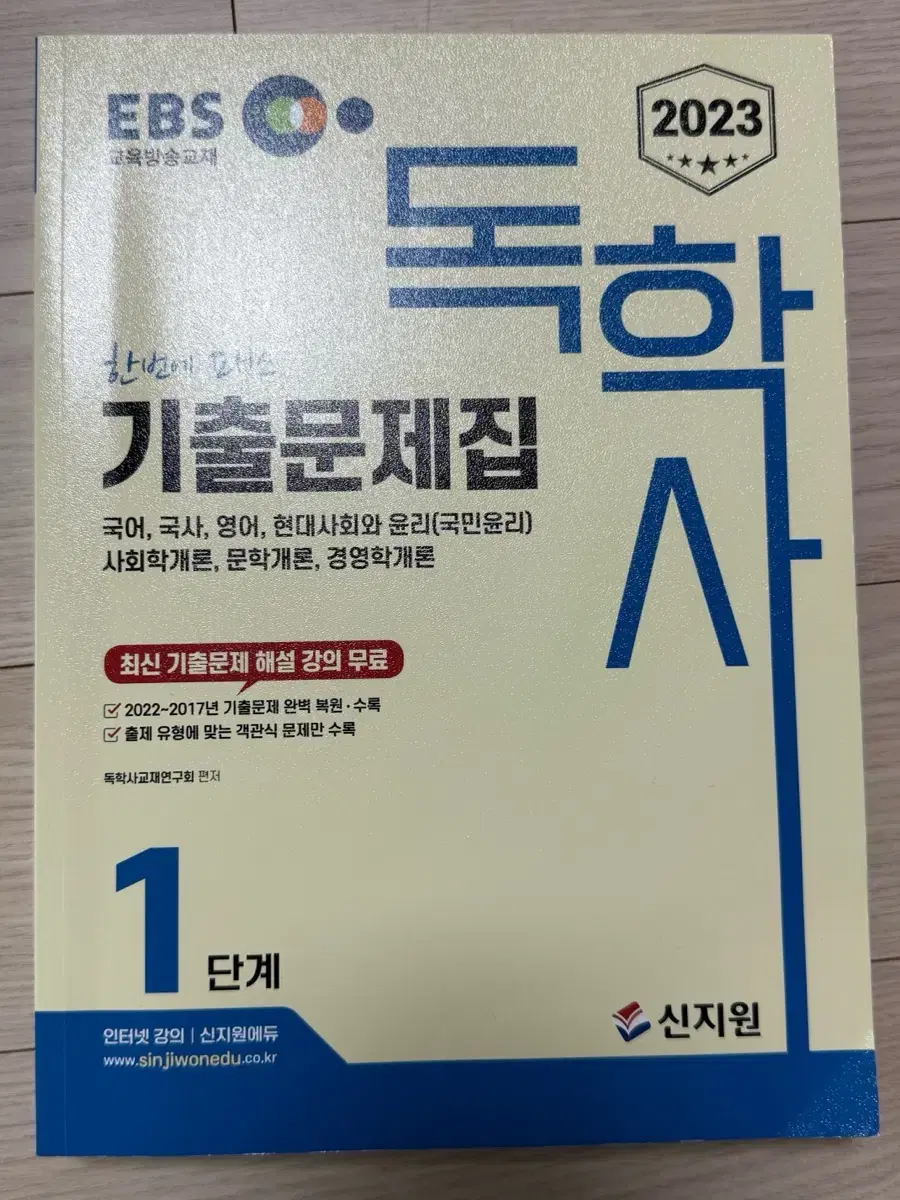 EBS
교육방송교재
2023
독학사
한번에 패스
기출문제집
국어, 국사, 영어, 현대사회와 윤리(국민윤리)
사회학개론, 문학개론, 경영학개론
최신 기출문제 해설 강의 무료
2022~2017년 기출문제 완벽 복원·수록
출제 유형에 맞는 객관식 문제만 수록
독학사교재연구회 편저
1단계
신지원
인터넷 강의 | 신지원에듀
www.sinjiwonedu.co.kr